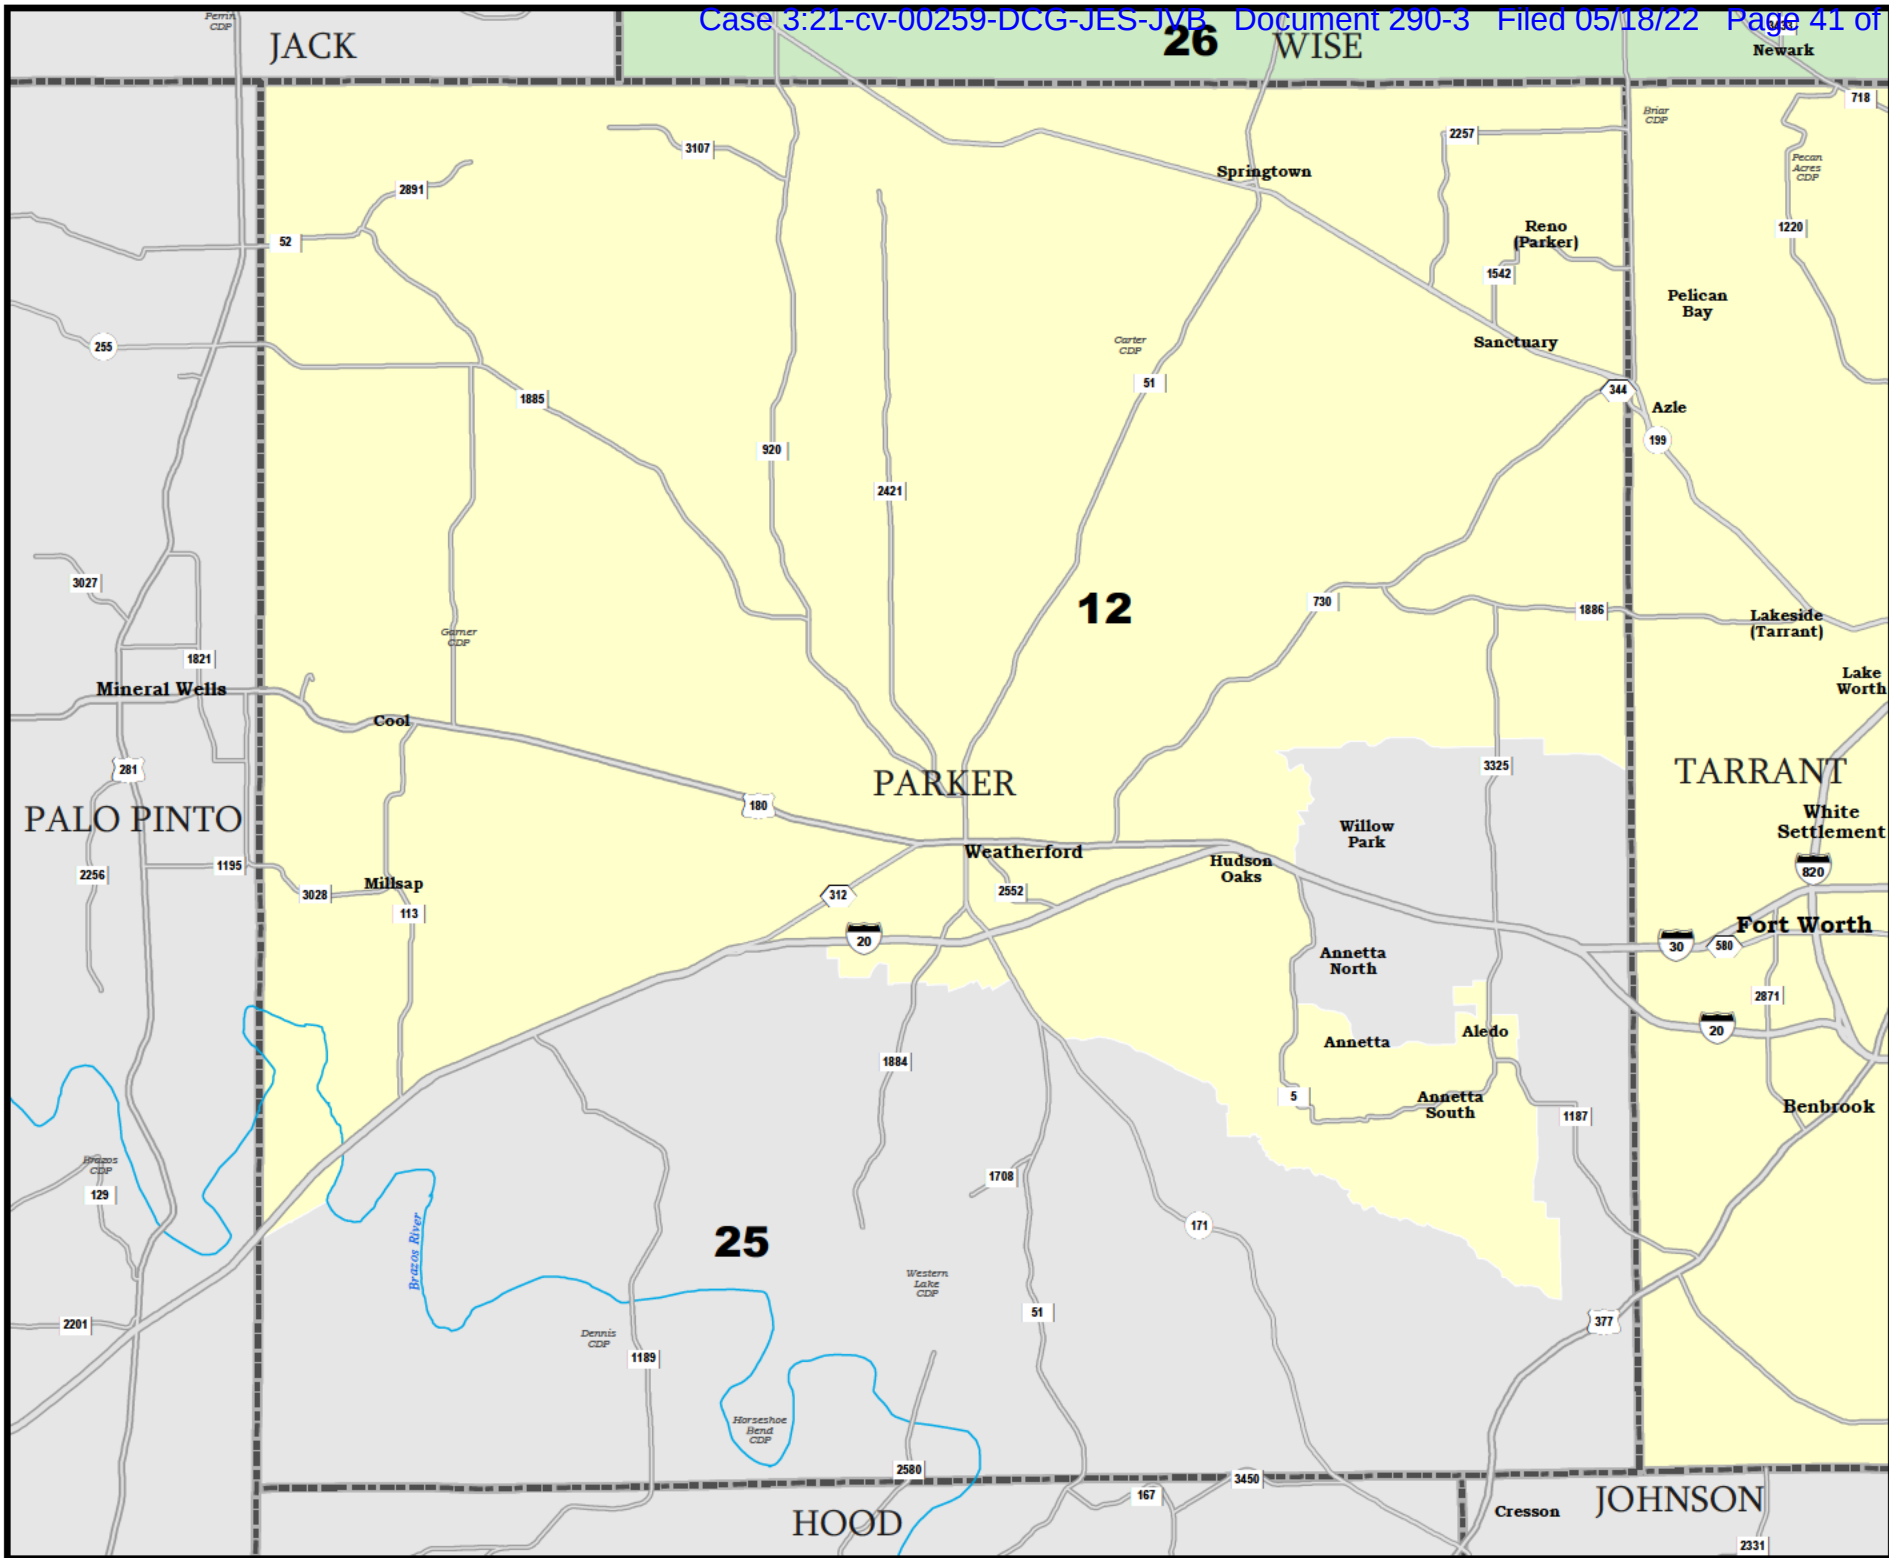 Case 3:21-cv-00259-DCG-JES-JVB Document 290-3 Filed 05/18/22 Page 41 of
Perrin
CDP
JACK
26
WISE
Newark
718
Briar
CDP
2257
3107
Pecan
Acres
CDP
Springtown
2891
Reno
(Parker)
1220
52
1542
Pelican
Bay
255
Carter
CDP
Sanctuary
51
344
1885
Azle
199
920
2421
3027
12
730
1886
Lakeside
(Tarrant)
Garner
CDP
1821
Mineral Wells
Lake
Worth
Cool
281
3325
TARRANT
PARKER
180
PALO PINTO
White
Settlement
Willow
Park
Weatherford
Hudson
Oaks
1195
820
2256
Millsap
3028
312
2552
113
Fort Worth
20
30
580
Annetta
North
2871
20
Aledo
Annetta
1884
5
Annetta
South
Benbrook
1187
Brazos
CDP
129
1708
171
25
Brazos River
Western
Lake
CDP
51
2201
377
Dennis
CDP
1189
Horseshoe
Bend
CDP
2580
3450
167
JOHNSON
Cresson
HOOD
2331